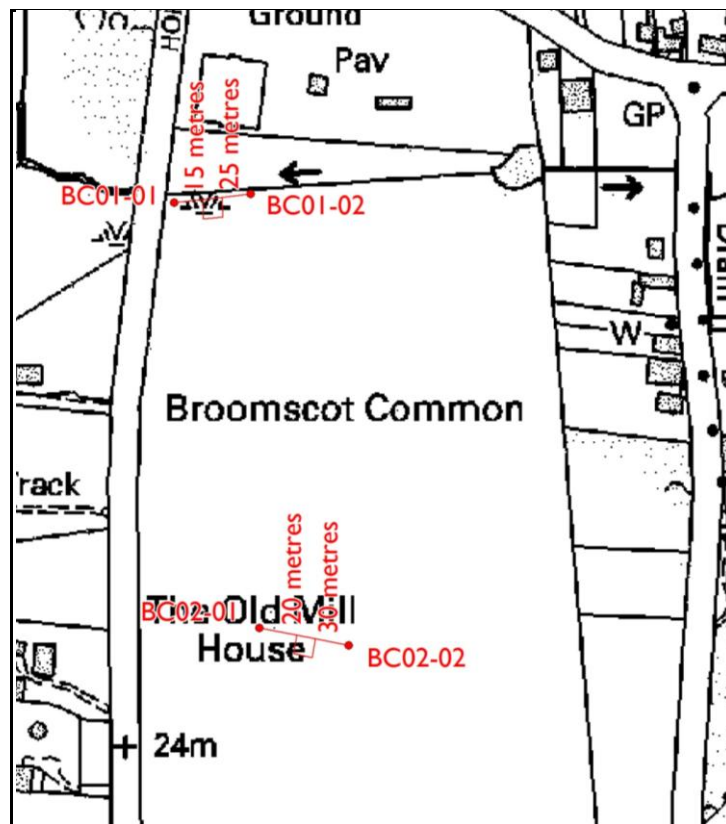 Ground
Pav
GP
15 metres
25 metres
BC01-01
BC01-02
W
Broomscot Common
rack
20 metres
30 metres
BC02-01
The Old Mill
House
BC02-02
24m